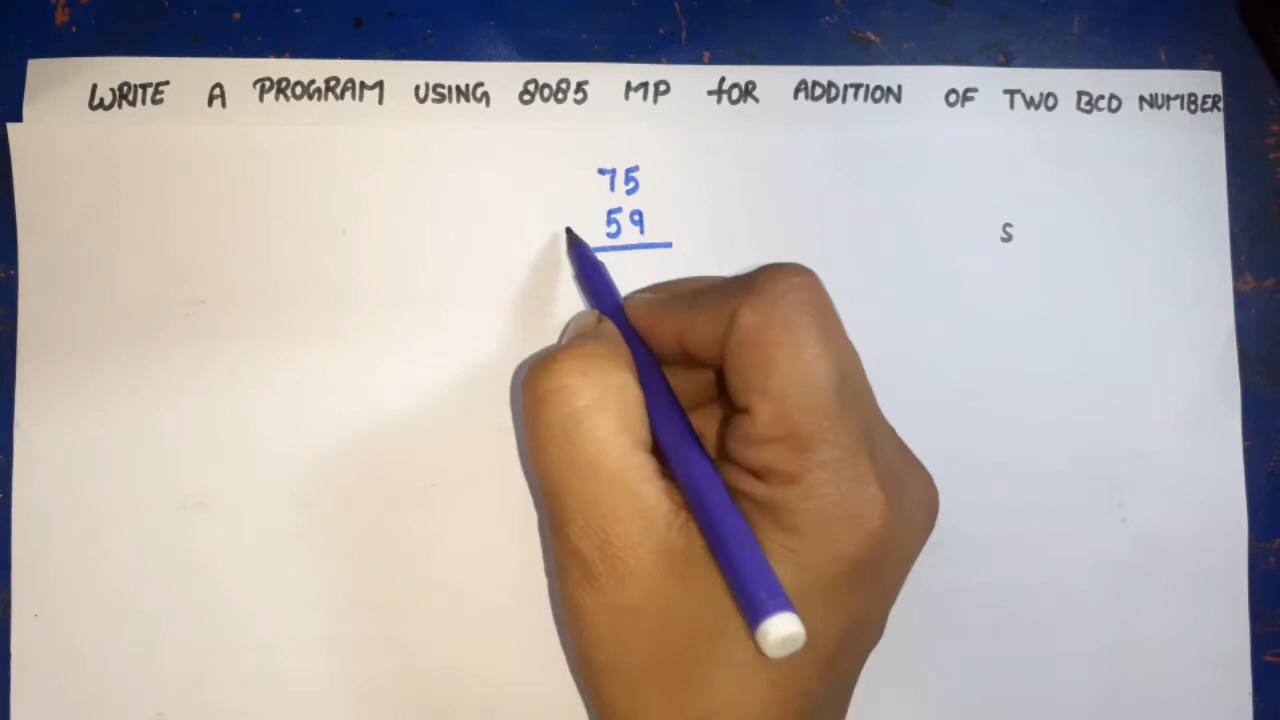 WRITE A PROGRAM USING 8085 MP for ADDITION OF TWO BCD NUMBER
75
59
S